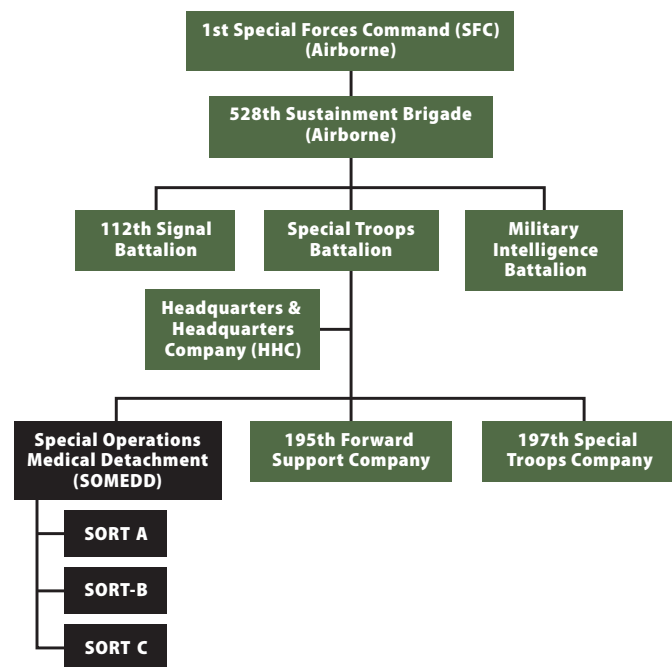 1st Special Forces Command (SFC)
(Airborne)
528th Sustainment Brigade
(Airborne)
112th Signal
Battalion
Special Troops
Battalion
Military
Intelligence
Battalion
Headquarters &
Headquarters
Company (HHC)
Special Operations
Medical Detachment
(SOMEDD)
195th Forward
Support Company
197th Special
Troops Company
SORT A
SORT-B
SORT C